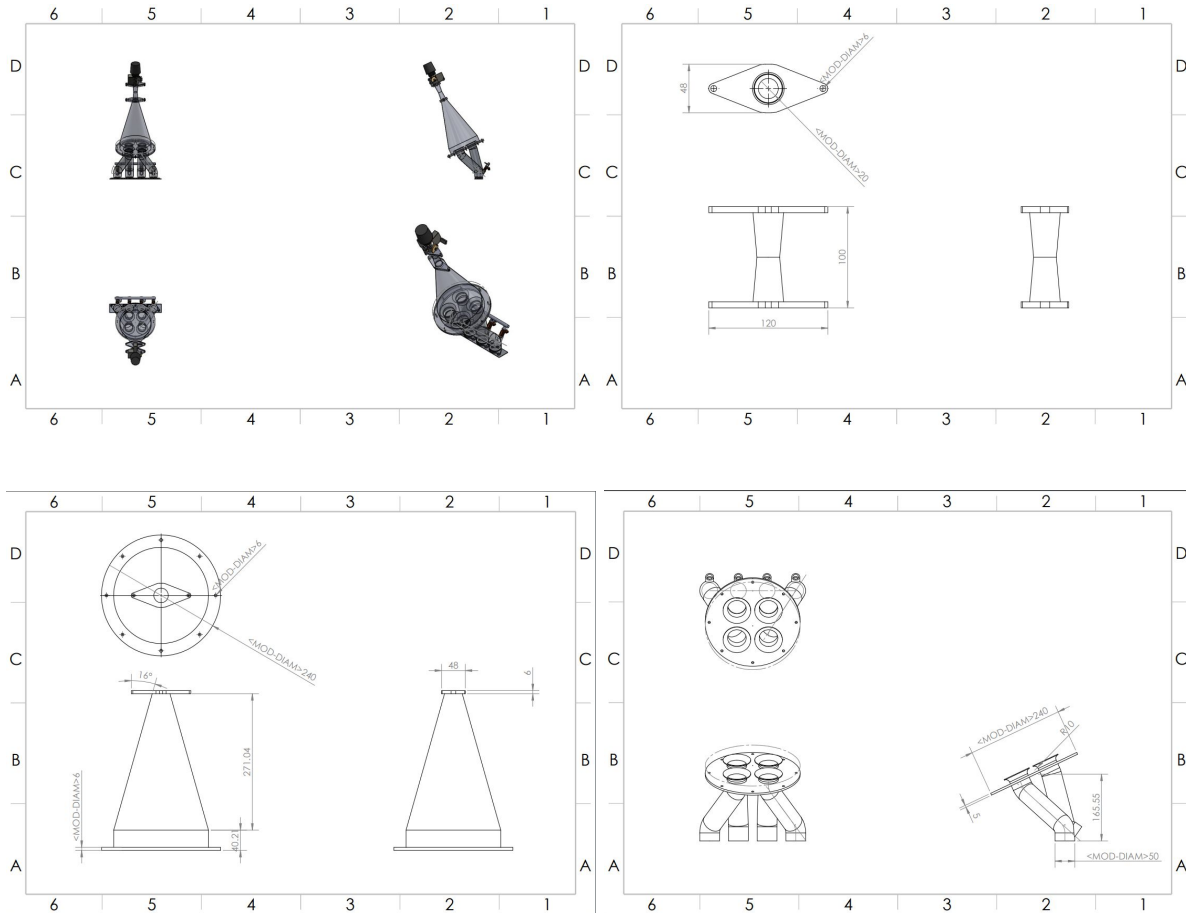 6 5 4 3 2 1
D D
C C
B B
A A
6 5 4 3 2 1
6 5 4 3 2 1
D D
C C
B B
A A
<MOD-DIAM>6
48
<MOD-DIAM>20
100
120
6 5 4 3 2 1
6 5 4 3 2 1
D D
C C
B B
A A
<MOD-DIAM>6
<MOD-DIAM>240
16°
48
6
271.04
<MOD-DIAM>6
40.21
6 5 4 3 2 1
6 5 4 3 2 1
D D
C C
B B
A A
<MOD-DIAM>240
R10
5
165.55
<MOD-DIAM>50
6 5 4 3 2 1